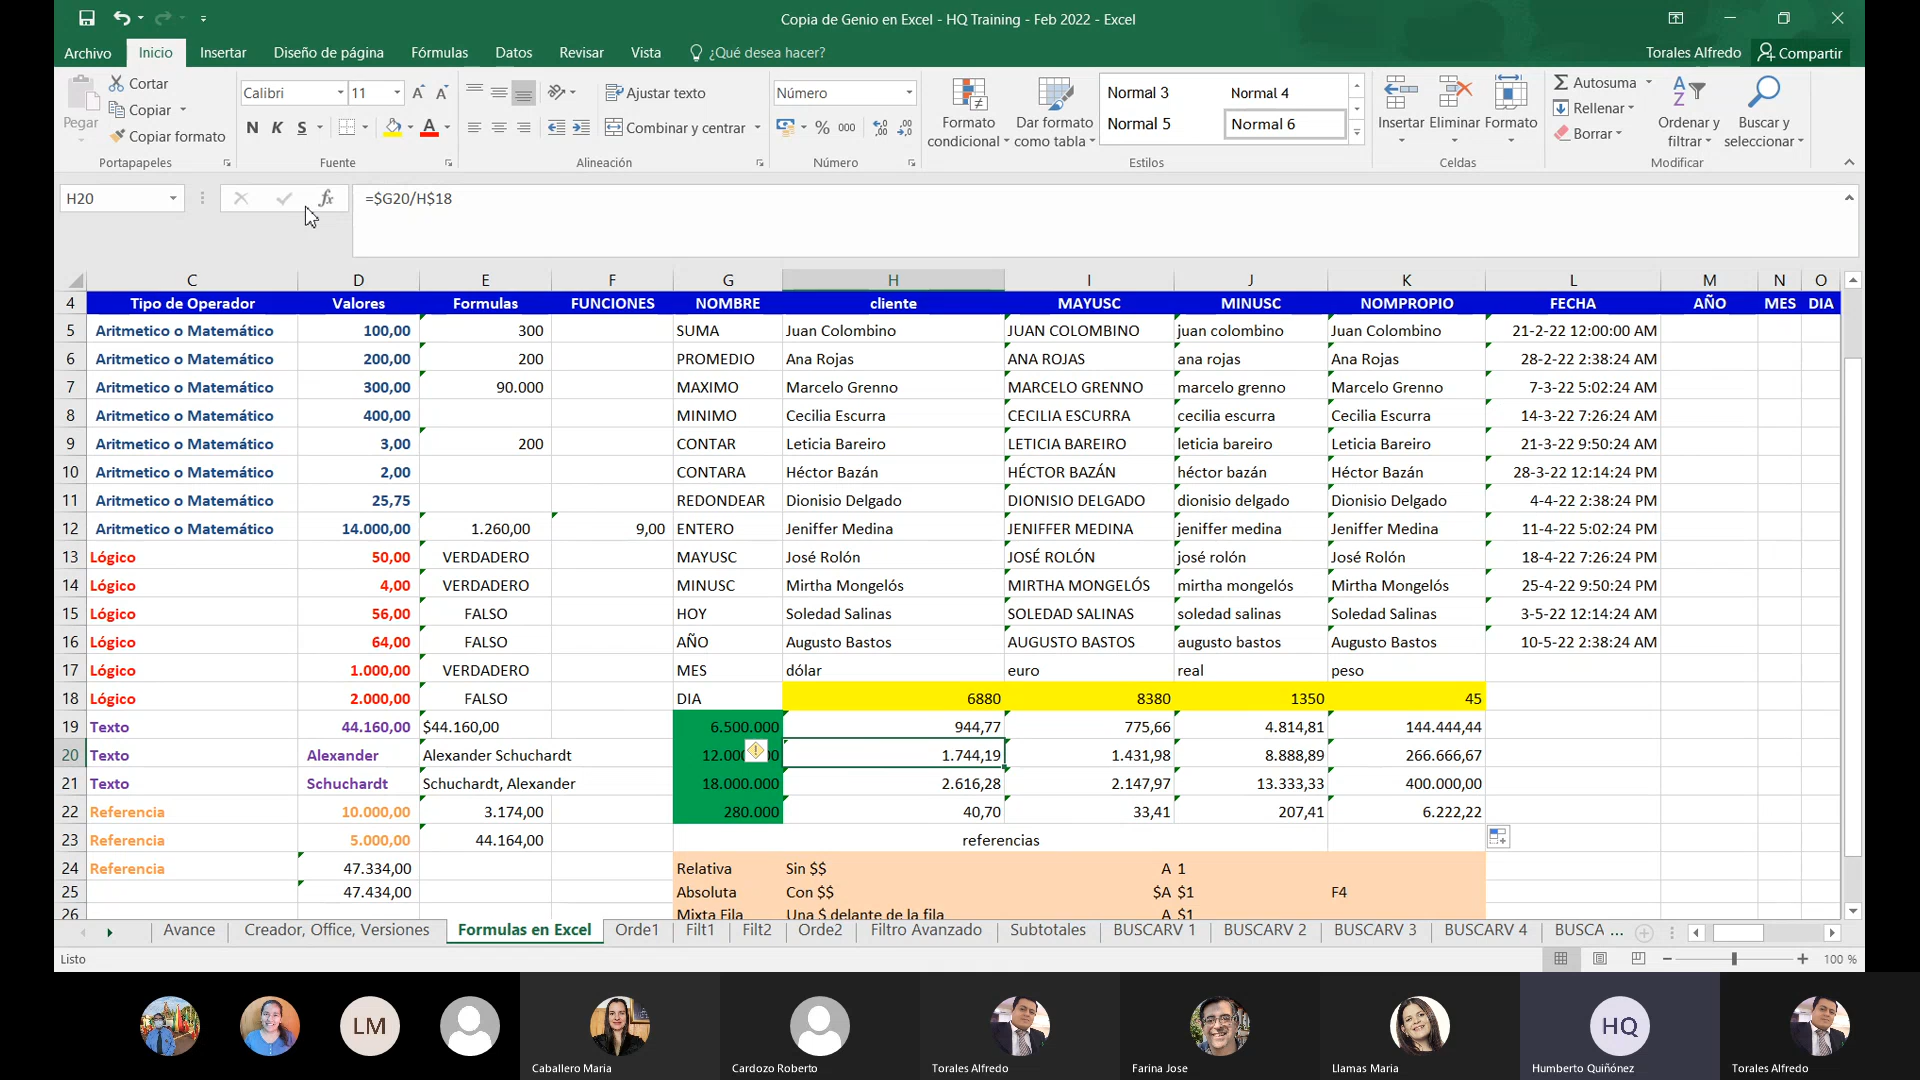 Copia de Genio en Excel - HQ Training - Feb 2022 - Excel
Archivo Inicio Insertar Diseño de página Fórmulas Datos Revisar Vista ¿Qué desea hacer? Torales Alfredo Compartir
Pegar Cortar Copiar Copiar formato
Calibri 11 N K S
Ajustar texto Combinar y centrar
Número % 000
Formato condicional Dar formato como tabla
Normal 3 Normal 4
Normal 5 Normal 6
Insertar Eliminar Formato
Autosuma Rellenar Borrar
Ordenar y filtrar Buscar y seleccionar
Portapapeles Fuente Alineación Número Estilos Celdas Modificar
H20 fx =$G20/H$18
C D E F G H I J K L M N O
4 Tipo de Operador Valores Formulas FUNCIONES NOMBRE cliente MAYUSC MINUSC NOMPROPIO FECHA AÑO MES DIA
5 Aritmetico o Matemático 100,00 300 SUMA Juan Colombino JUAN COLOMBINO juan colombino Juan Colombino 21-2-22 12:00:00 AM
6 Aritmetico o Matemático 200,00 200 PROMEDIO Ana Rojas ANA ROJAS ana rojas Ana Rojas 28-2-22 2:38:24 AM
7 Aritmetico o Matemático 300,00 90.000 MAXIMO Marcelo Grenno MARCELO GRENNO marcelo grenno Marcelo Grenno 7-3-22 5:02:24 AM
8 Aritmetico o Matemático 400,00 MINIMO Cecilia Escurra CECILIA ESCURRA cecilia escurra Cecilia Escurra 14-3-22 7:26:24 AM
9 Aritmetico o Matemático 3,00 200 CONTAR Leticia Bareiro LETICIA BAREIRO leticia bareiro Leticia Bareiro 21-3-22 9:50:24 AM
10 Aritmetico o Matemático 2,00 CONTARA Héctor Bazán HÉCTOR BAZÁN héctor bazán Héctor Bazán 28-3-22 12:14:24 PM
11 Aritmetico o Matemático 25,75 REDONDEAR Dionisio Delgado DIONISIO DELGADO dionisio delgado Dionisio Delgado 4-4-22 2:38:24 PM
12 Aritmetico o Matemático 14.000,00 1.260,00 9,00 ENTERO Jeniffer Medina JENIFFER MEDINA jeniffer medina Jeniffer Medina 11-4-22 5:02:24 PM
13 Lógico 50,00 VERDADERO MAYUSC José Rolón JOSÉ ROLÓN josé rolón José Rolón 18-4-22 7:26:24 PM
14 Lógico 4,00 VERDADERO MINUSC Mirtha Mongelós MIRTHA MONGELÓS mirtha mongelós Mirtha Mongelós 25-4-22 9:50:24 PM
15 Lógico 56,00 FALSO HOY Soledad Salinas SOLEDAD SALINAS soledad salinas Soledad Salinas 3-5-22 12:14:24 AM
16 Lógico 64,00 FALSO AÑO Augusto Bastos AUGUSTO BASTOS augusto bastos Augusto Bastos 10-5-22 2:38:24 AM
17 Lógico 1.000,00 VERDADERO MES dólar euro real peso
18 Lógico 2.000,00 FALSO DIA 6880 8380 1350 45
19 Texto 44.160,00 $44.160,00 6.500.000 944,77 775,66 4.814,81 144.444,44
20 Texto Alexander Alexander Schuchardt 1.744,19 1.431,98 8.888,89 266.666,67
21 Texto Schuchardt Schuchardt, Alexander 18.000.000 2.616,28 2.147,97 13.333,33 400.000,00
22 Referencia 10.000,00 3.174,00 280.000 40,70 33,41 207,41 6.222,22
23 Referencia 5.000,00 44.164,00 referencias
24 Referencia 47.334,00 Relativa Sin $$ A 1
25 47.434,00 Absoluta Con $$ $A $1 F4
26 Mixta Fila Una $ delante de la fila A $1
Avance Creador, Office, Versiones Formulas en Excel Orde1 Filt1 Filt2 Orde2 Filtro Avanzado Subtotales BUSCARV 1 BUSCARV 2 BUSCARV 3 BUSCARV 4 BUSCA ...
Listo 100 %
LM HQ
Caballero Maria Cardozo Roberto Torales Alfredo Farina Jose Llamas Maria Humberto Quiñónez Torales Alfredo